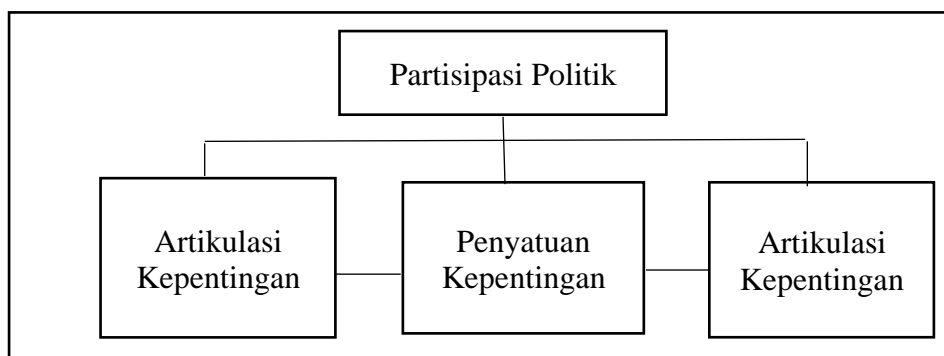 Partisipasi Politik
Artikulasi
Kepentingan
Penyatuan
Kepentingan
Artikulasi
Kepentingan